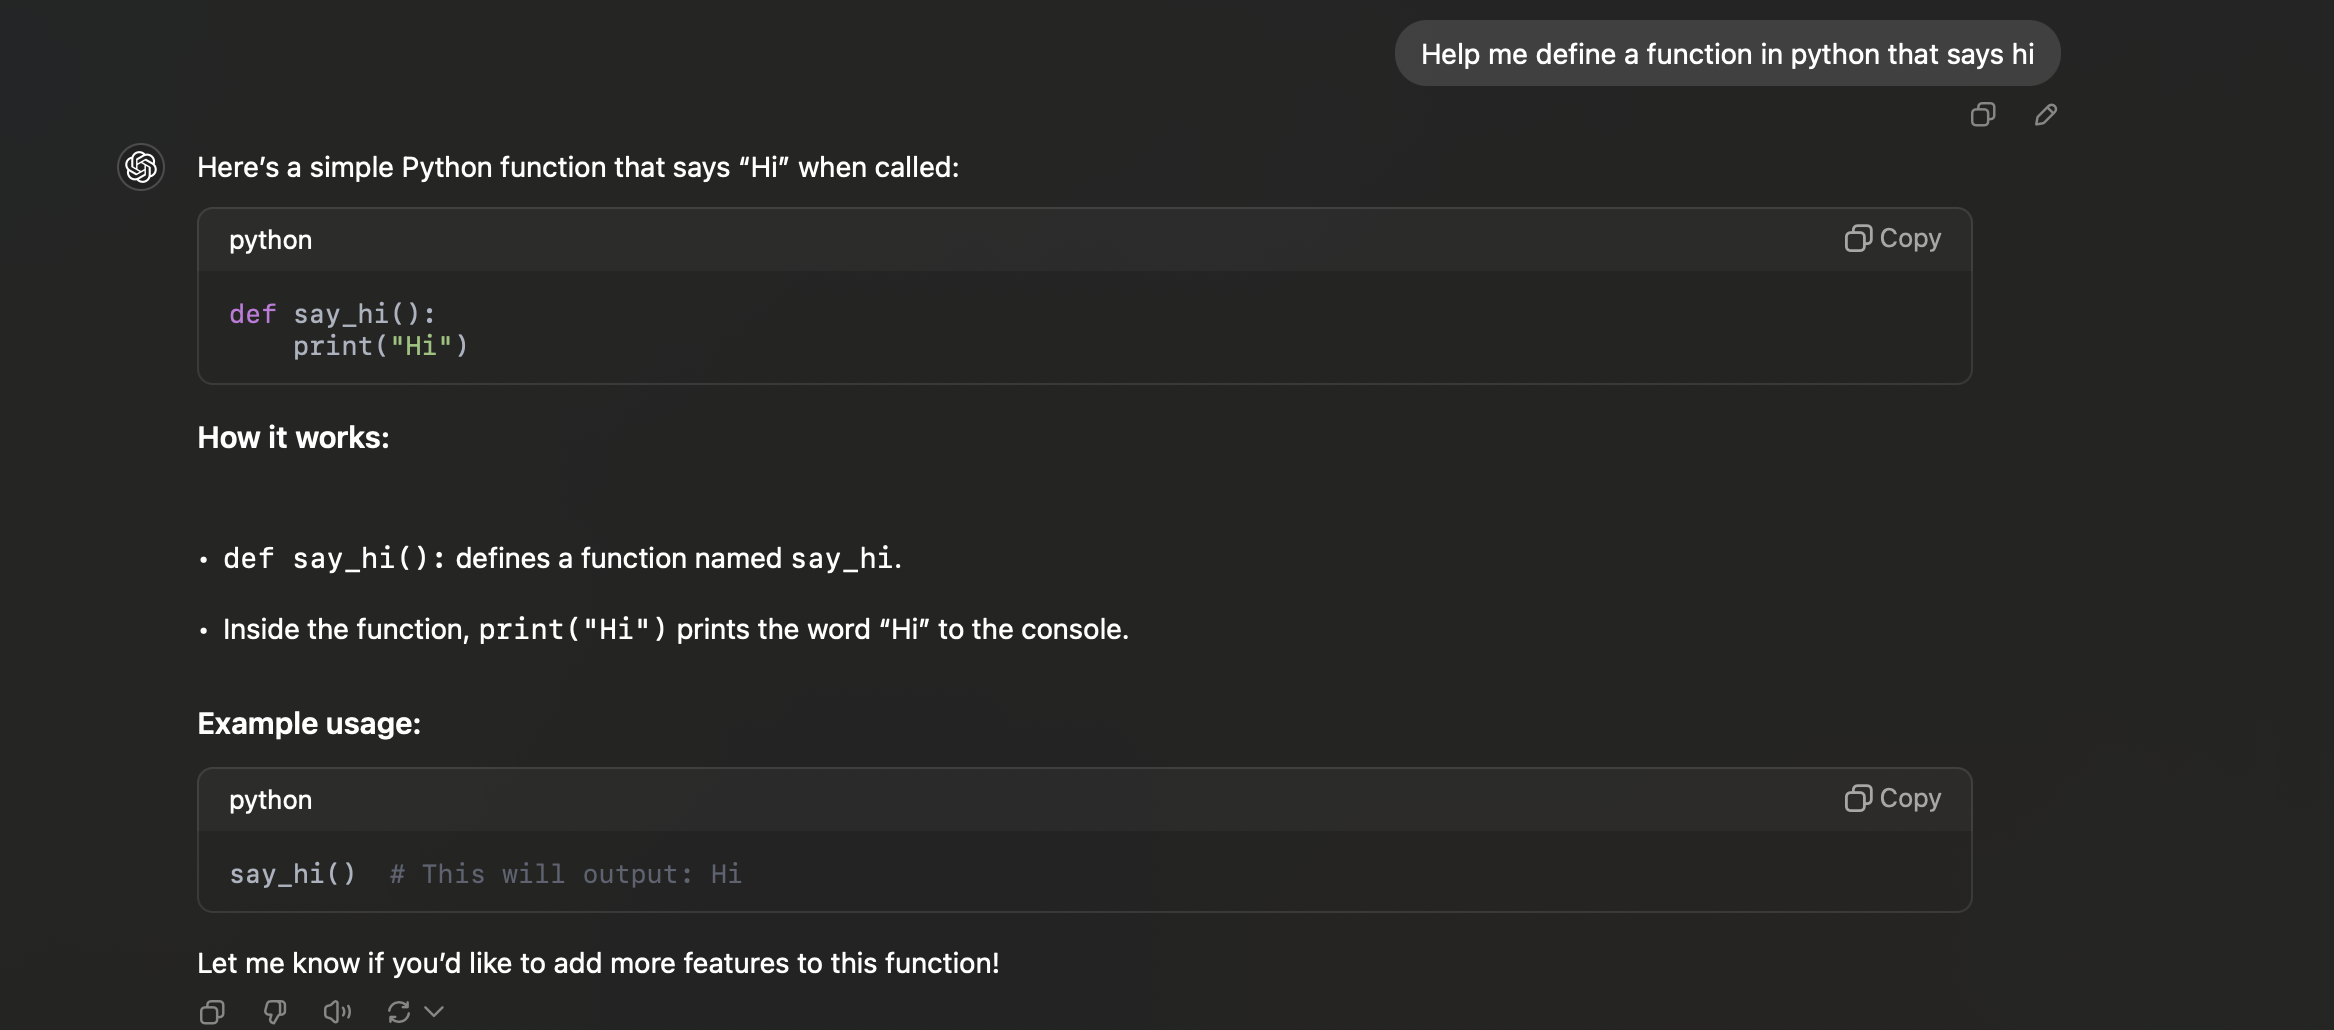 Help me define a function in python that says hi
Here’s a simple Python function that says “Hi” when called:
python
Copy
def say_hi():
    print("Hi")
How it works:
• def say_hi(): defines a function named say_hi.
• Inside the function, print("Hi") prints the word “Hi” to the console.
Example usage:
python
Copy
say_hi()  # This will output: Hi
Let me know if you’d like to add more features to this function!